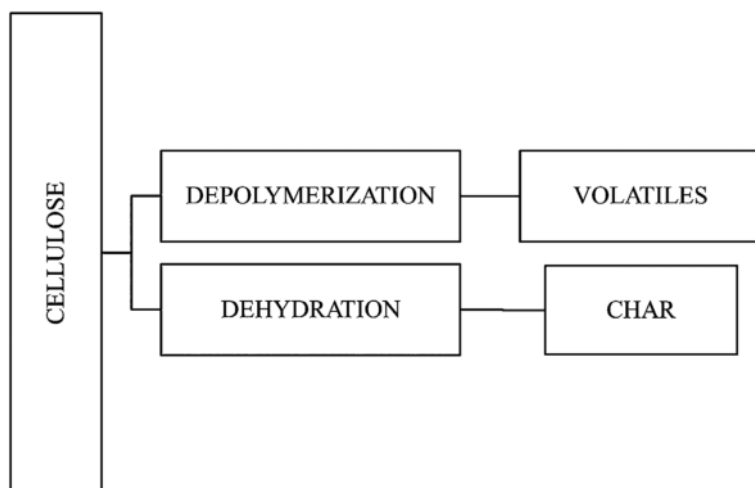 CELLULOSE
DEPOLYMERIZATION
VOLATILES
DEHYDRATION
CHAR